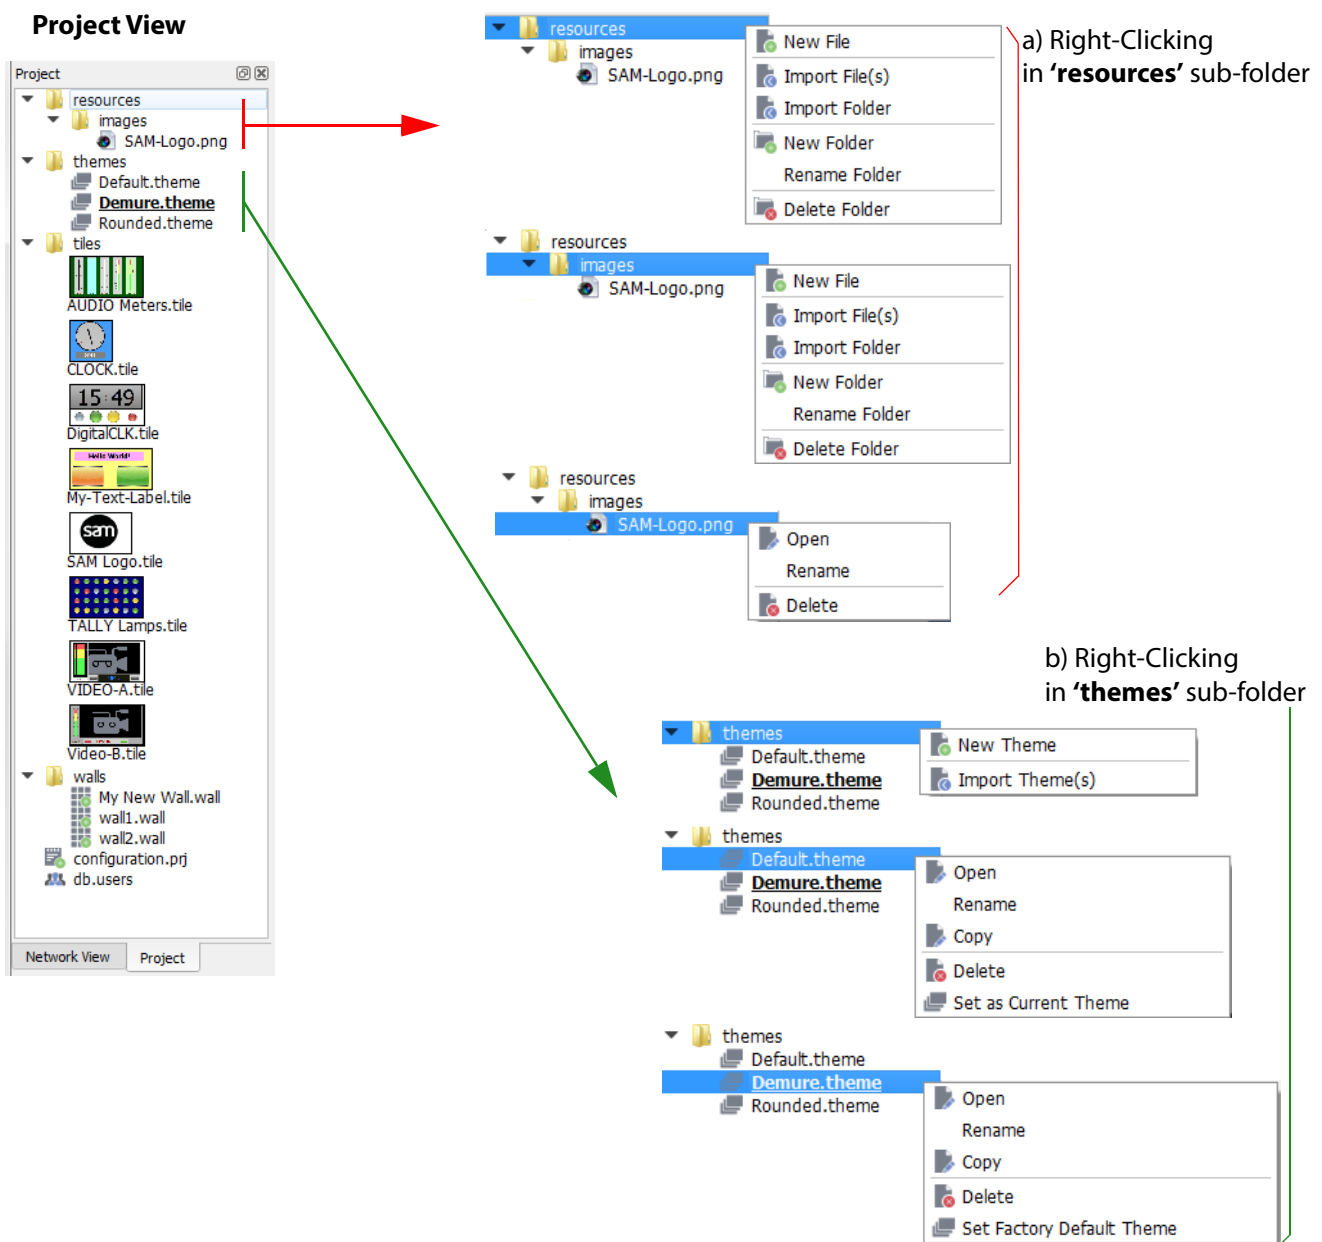 Project View
Project
resources
images
SAM-Logo.png
themes
Default.theme
Demure.theme
Rounded.theme
tiles
AUDIO Meters.tile
CLOCK.tile
15:49
DigitalCLK.tile
Hello World!
My-Text-Label.tile
sam
SAM Logo.tile
TALLY Lamps.tile
VIDEO-A.tile
Video-B.tile
walls
My New Wall.wall
wall1.wall
wall2.wall
configuration.prj
db.users
Network View
Project
resources
images
SAM-Logo.png
New File
Import File(s)
Import Folder
New Folder
Rename Folder
Delete Folder
a) Right-Clicking
in ‘resources’ sub-folder
resources
images
SAM-Logo.png
New File
Import File(s)
Import Folder
New Folder
Rename Folder
Delete Folder
resources
images
SAM-Logo.png
Open
Rename
Delete
b) Right-Clicking
in ‘themes’ sub-folder
themes
Default.theme
Demure.theme
Rounded.theme
New Theme
Import Theme(s)
themes
Default.theme
Demure.theme
Rounded.theme
Open
Rename
Copy
Delete
Set as Current Theme
themes
Default.theme
Demure.theme
Rounded.theme
Open
Rename
Copy
Delete
Set Factory Default Theme